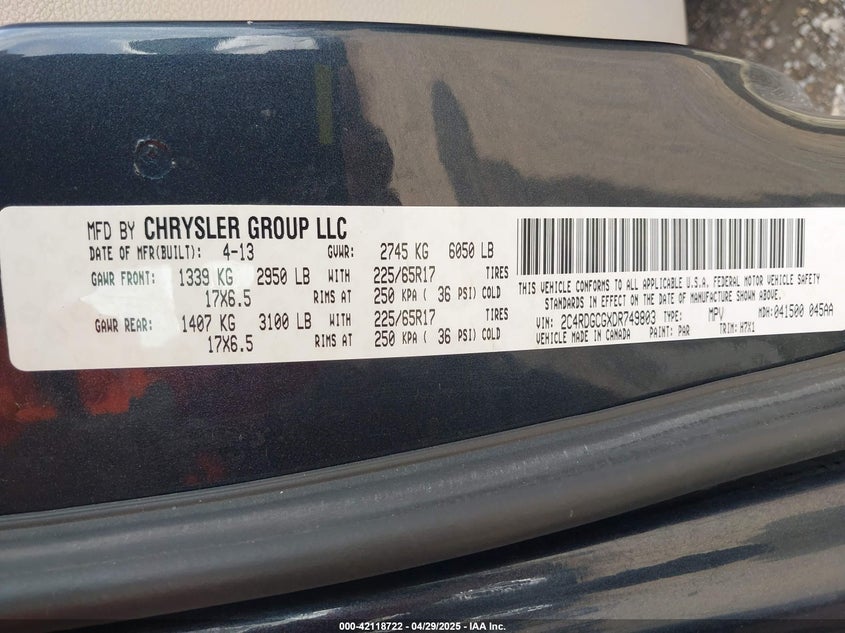 MFD BY CHRYSLER GROUP LLC
DATE OF MFR(BUILT): 4-13 GVWR: 2745 KG 6050 LB
GAWR FRONT: 1339 KG 2950 LB WITH 225/65R17 TIRES
17X6.5 RIMS AT 250 KPA ( 36 PSI) COLD
GAWR REAR: 1407 KG 3100 LB WITH 225/65R17 TIRES
17X6.5 RIMS AT 250 KPA ( 36 PSI) COLD
THIS VEHICLE CONFORMS TO ALL APPLICABLE U.S.A. FEDERAL MOTOR VEHICLE SAFETY
STANDARDS IN EFFECT ON THE DATE OF MANUFACTURE SHOWN ABOVE.
VIN: 2C4RDGCGXDR749803 TYPE: MPV MDH: 041500 045AA
VEHICLE MADE IN CANADA PAINT: PAR TRIM: H7X1
000-42118722 - 04/29/2025 - IAA Inc.